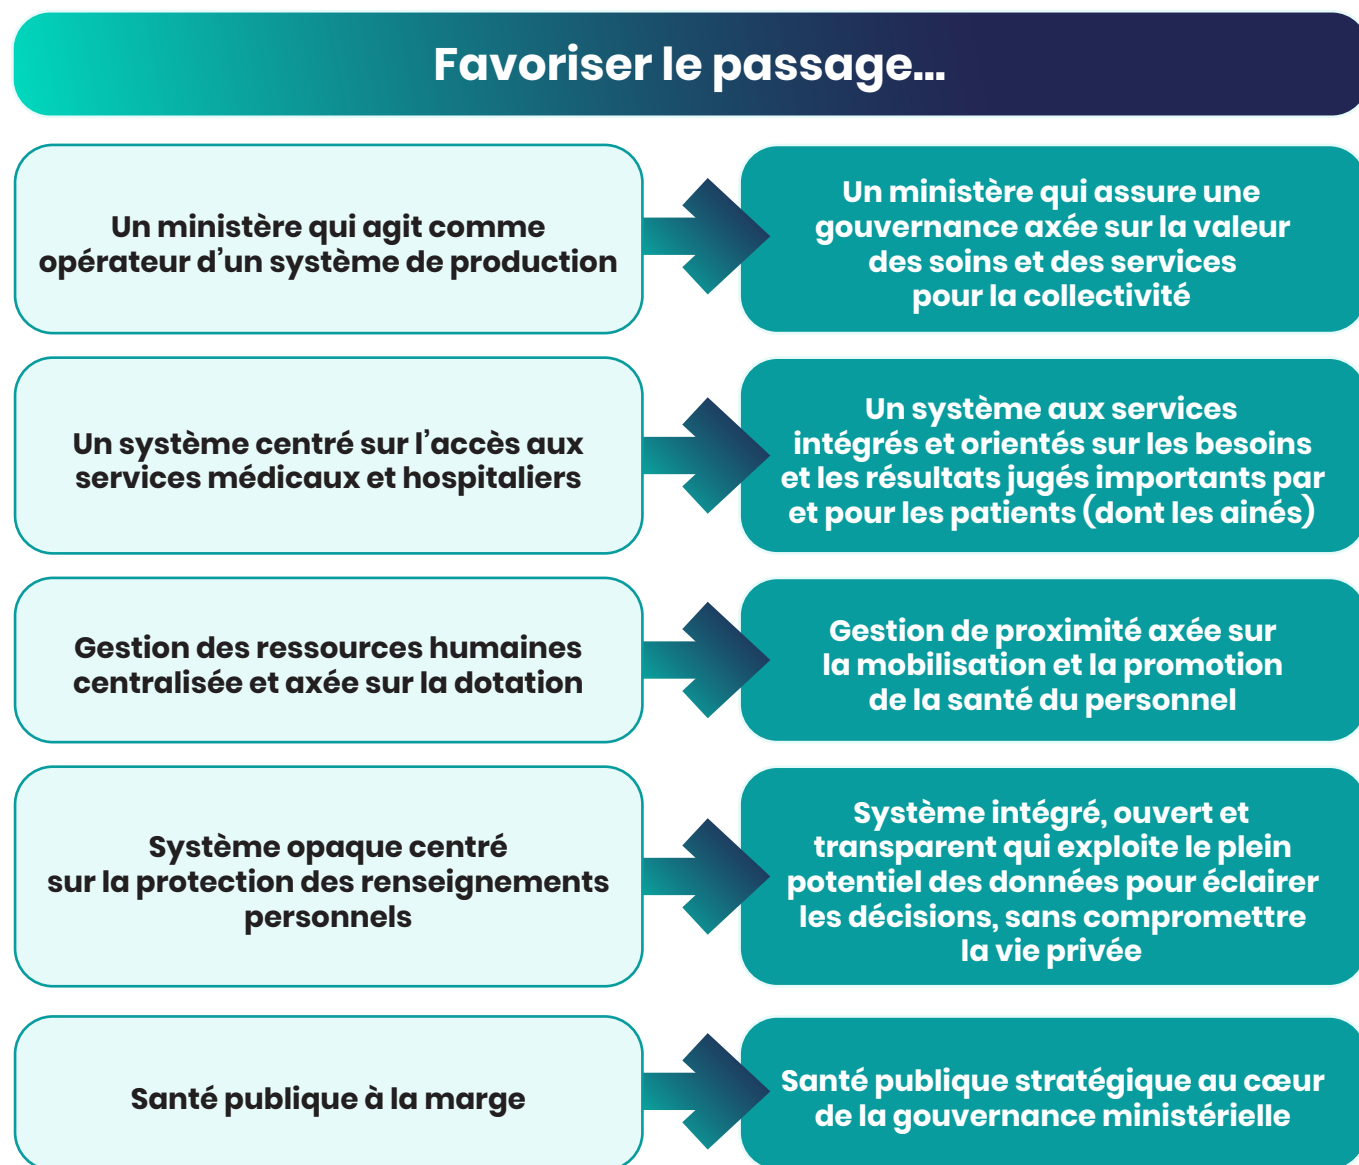 Favoriser le passage...
Un ministère qui agit comme
opérateur d’un système de production
Un ministère qui assure une
gouvernance axée sur la valeur
des soins et des services
pour la collectivité
Un système centré sur l’accès aux
services médicaux et hospitaliers
Un système aux services
intégrés et orientés sur les besoins
et les résultats jugés importants par
et pour les patients (dont les ainés)
Gestion des ressources humaines
centralisée et axée sur la dotation
Gestion de proximité axée sur
la mobilisation et la promotion
de la santé du personnel
Système opaque centré
sur la protection des renseignements
personnels
Système intégré, ouvert et
transparent qui exploite le plein
potentiel des données pour éclairer
les décisions, sans compromettre
la vie privée
Santé publique à la marge
Santé publique stratégique au cœur
de la gouvernance ministérielle